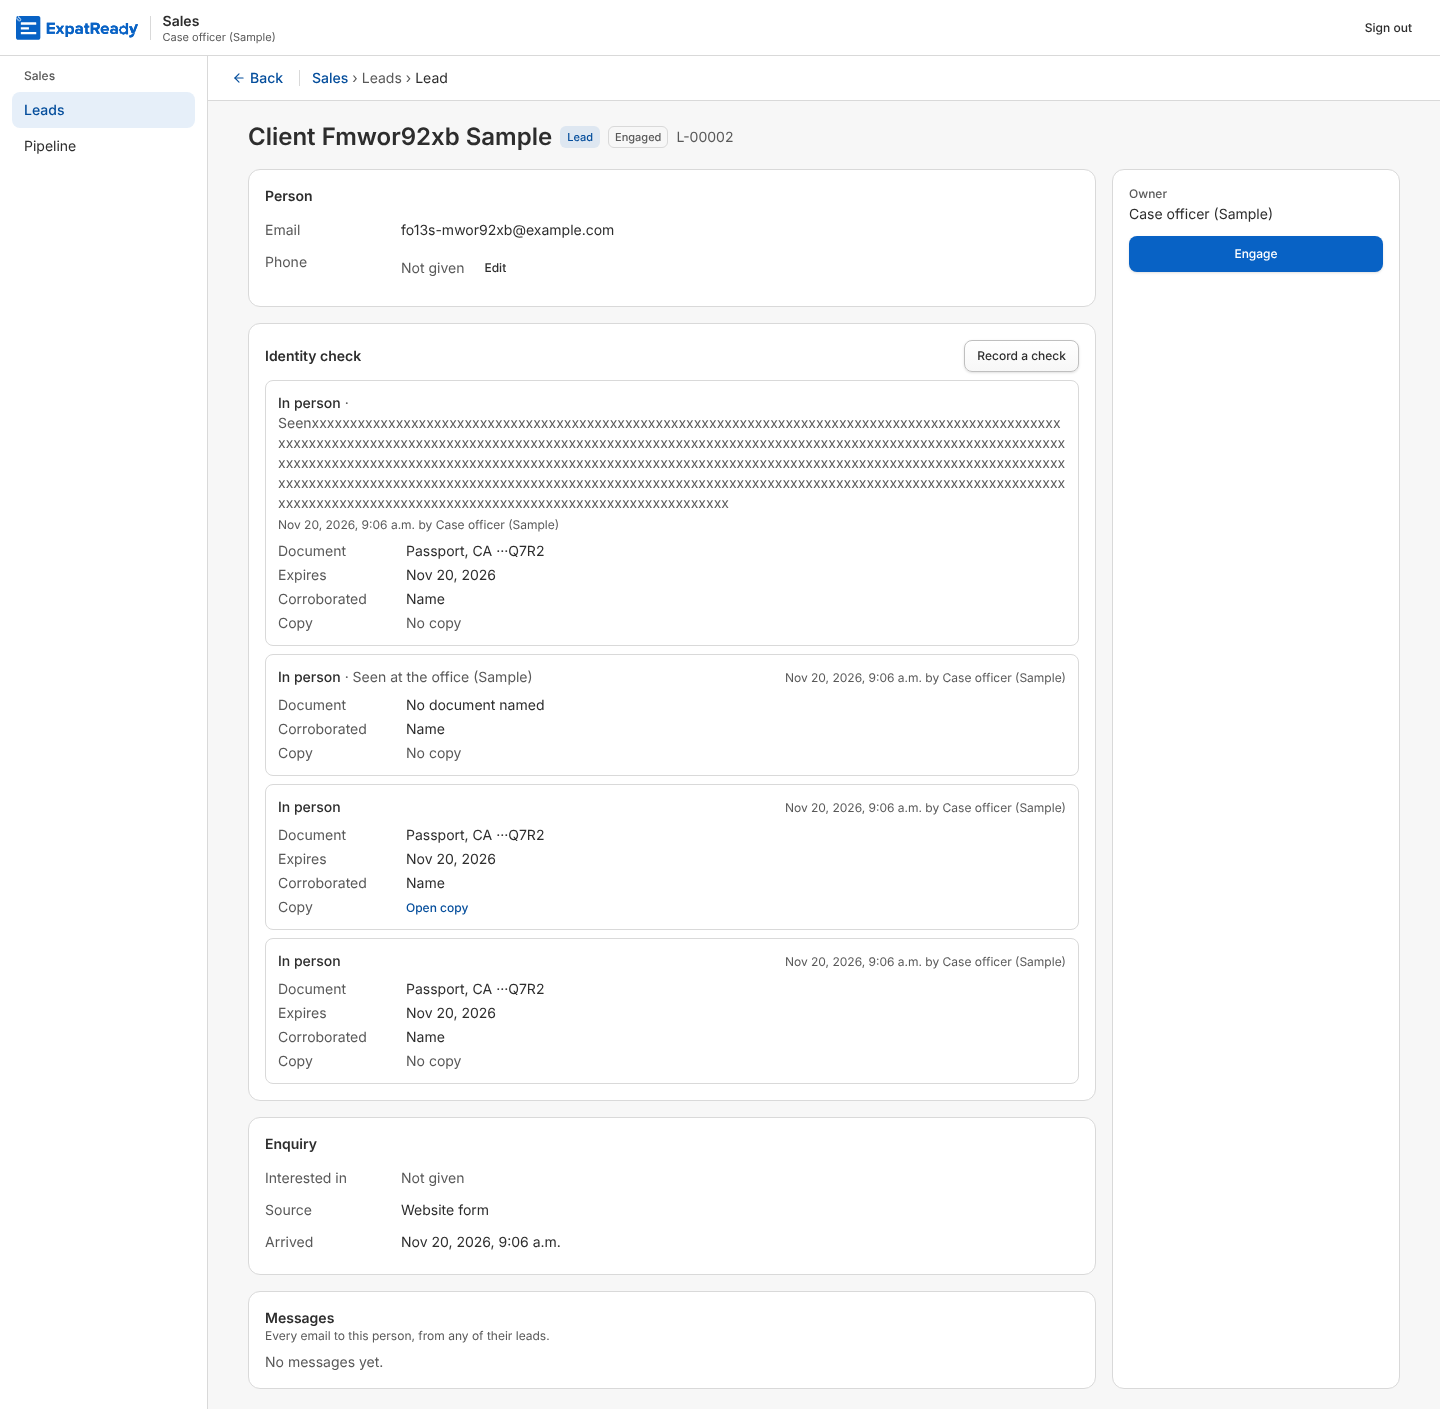 ExpatReady
Sales
Case officer (Sample)
Sign out
Sales
Leads
Pipeline
← Back
Sales › Leads › Lead
Client Fmwor92xb Sample
Lead
Engaged
L-00002
Person
Email
fo13s-mwor92xb@example.com
Phone
Not given
Edit
Owner
Case officer (Sample)
Engage
Identity check
Record a check
In person ·
Nov 20, 2026, 9:06 a.m. by Case officer (Sample)
Document
Passport, CA ···Q7R2
Expires
Nov 20, 2026
Corroborated
Name
Copy
No copy
In person · Seen at the office (Sample)
Nov 20, 2026, 9:06 a.m. by Case officer (Sample)
Document
No document named
Corroborated
Name
Copy
No copy
In person
Nov 20, 2026, 9:06 a.m. by Case officer (Sample)
Document
Passport, CA ···Q7R2
Expires
Nov 20, 2026
Corroborated
Name
Copy
Open copy
In person
Nov 20, 2026, 9:06 a.m. by Case officer (Sample)
Document
Passport, CA ···Q7R2
Expires
Nov 20, 2026
Corroborated
Name
Copy
No copy
Enquiry
Interested in
Not given
Source
Website form
Arrived
Nov 20, 2026, 9:06 a.m.
Messages
Every email to this person, from any of their leads.
No messages yet.